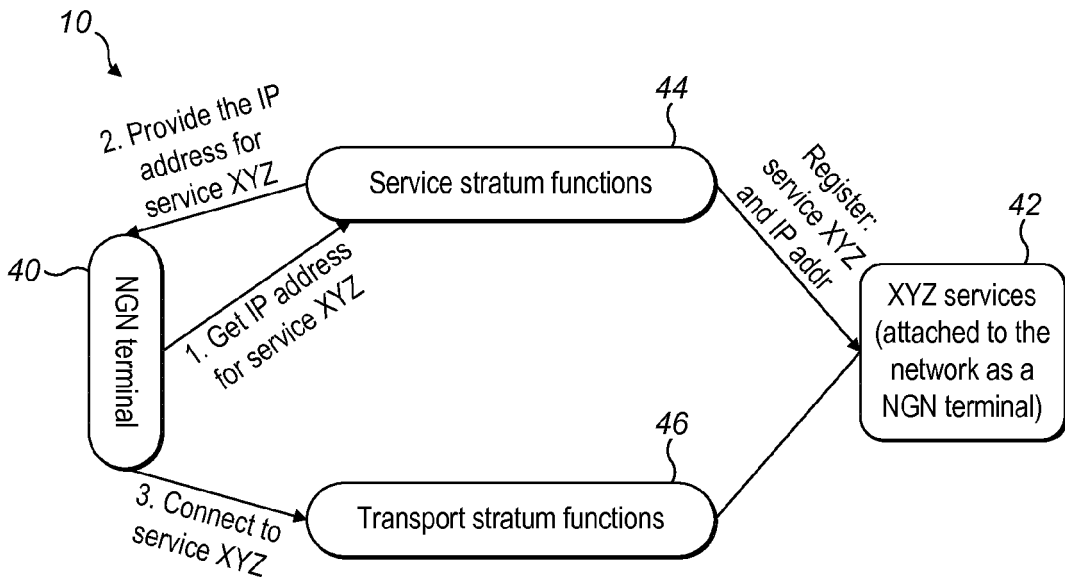 10
2. Provide the IP
address for
service XYZ
44
Service stratum functions
Register:
service XYZ
and IP addr
42
XYZ services
(attached to the
network as a
NGN terminal)
40
NGN terminal
1. Get IP address
for service XYZ
46
Transport stratum functions
3. Connect to
service XYZ